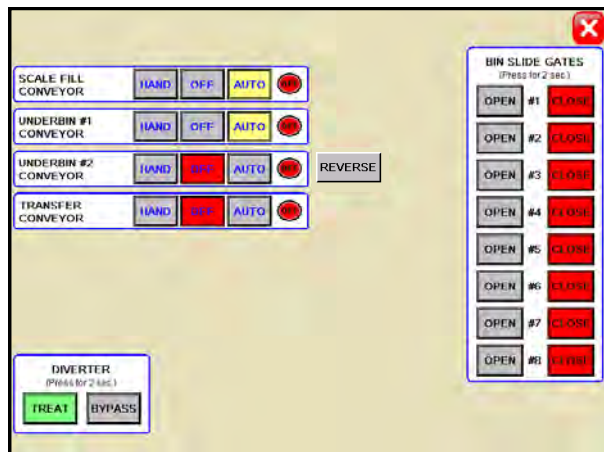 SCALE FILL
CONVEYOR
HAND OFF AUTO OFF
UNDERBIN #1
CONVEYOR
HAND OFF AUTO OFF
UNDERBIN #2
CONVEYOR
HAND OFF AUTO OFF
REVERSE
TRANSFER
CONVEYOR
HAND OFF AUTO OFF
BIN SLIDE GATES
(Press for 2 sec.)
OPEN #1 CLOSE
OPEN #2 CLOSE
OPEN #3 CLOSE
OPEN #4 CLOSE
OPEN #5 CLOSE
OPEN #6 CLOSE
OPEN #7 CLOSE
OPEN #8 CLOSE
DIVERTER
(Press for 2 sec.)
TREAT BYPASS